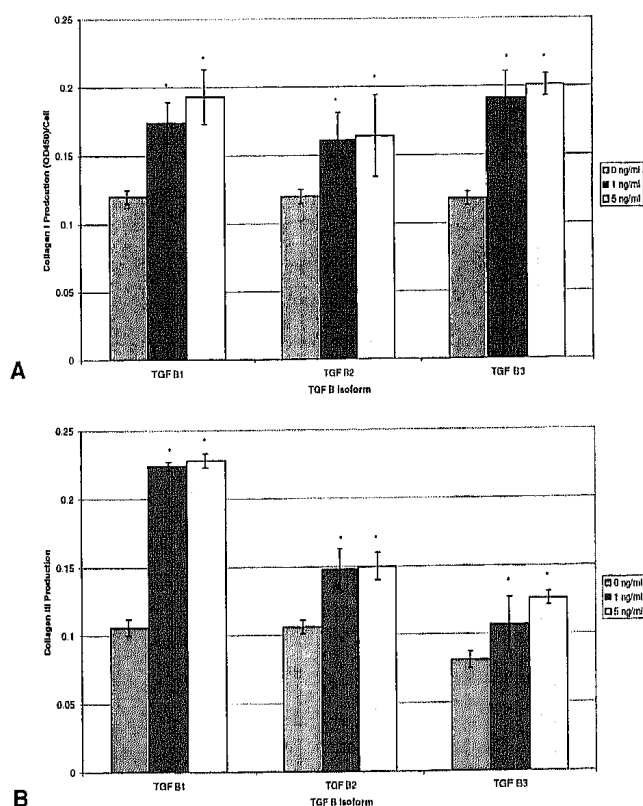 0.25
0.2
0.15
0.1
0.05
0
Collagen I Production (OD450)/Cell
* * * * * *
0 ng/ml
1 ng/ml
5 ng/ml
TGF B1 TGF B2 TGF B3
TGF B Isoform
A
0.25
0.2
0.15
0.1
0.05
0
Collagen III Production
* * * * * *
0 ng/ml
1 ng/ml
5 ng/ml
TGF B1 TGF B2 TGF B3
TGF B Isoform
B